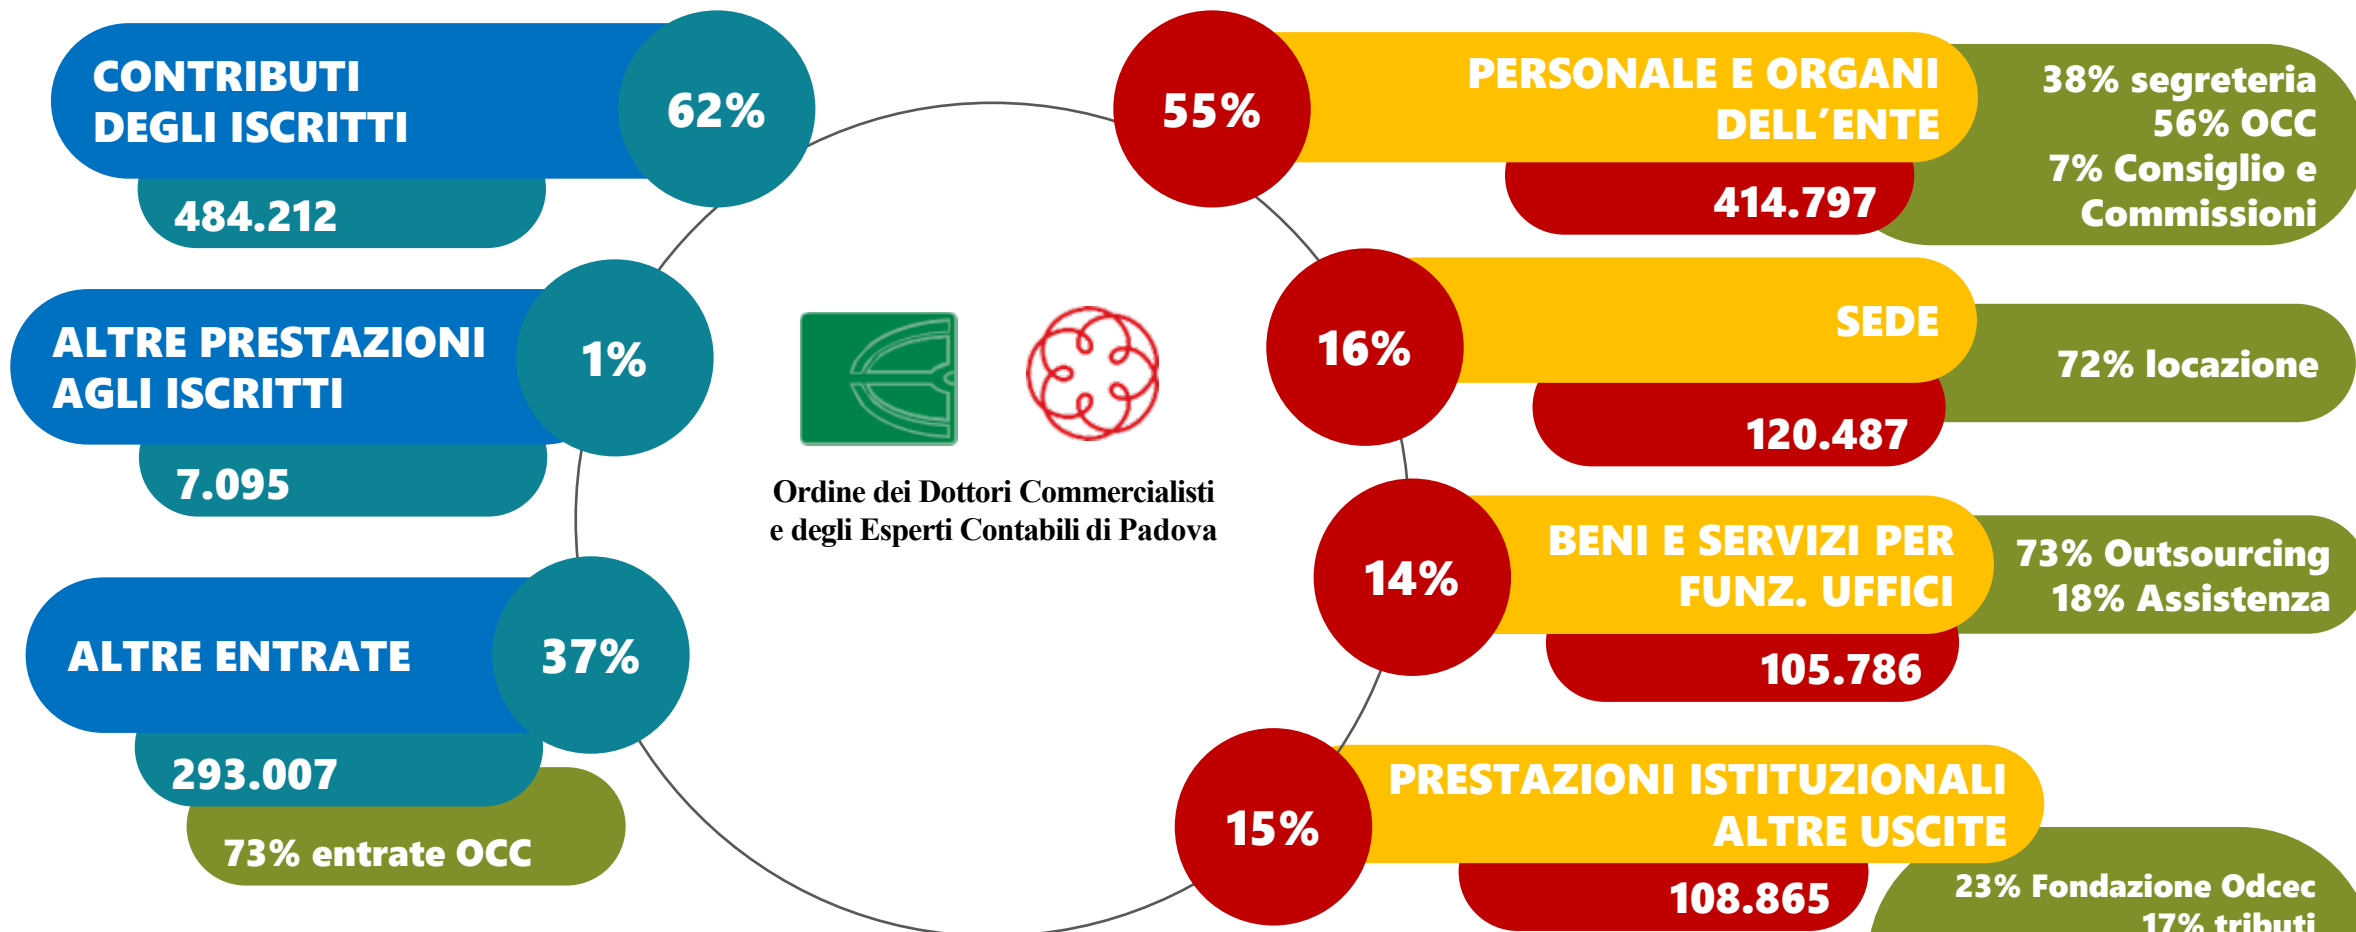 CONTRIBUTI
DEGLI ISCRITTI
62%
484.212
ALTRE PRESTAZIONI
AGLI ISCRITTI
1%
7.095
ALTRE ENTRATE
37%
293.007
73% entrate OCC
Ordine dei Dottori Commercialisti
e degli Esperti Contabili di Padova
55%
PERSONALE E ORGANI
DELL'ENTE
414.797
38% segreteria
56% OCC
7% Consiglio e
Commissioni
16%
SEDE
120.487
72% locazione
14%
BENI E SERVIZI PER
FUNZ. UFFICI
105.786
73% Outsourcing
18% Assistenza
15%
PRESTAZIONI ISTITUZIONALI
ALTRE USCITE
108.865
23% Fondazione Odcec
17% tributi